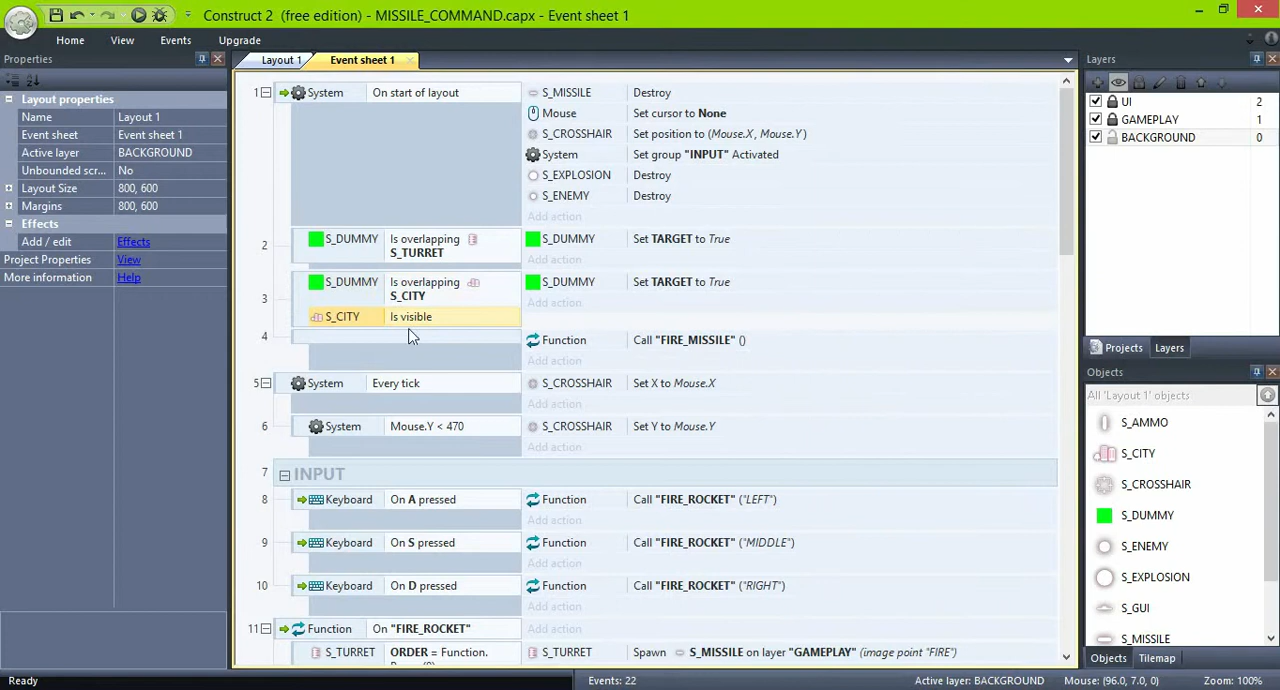 Construct 2 (free edition) - MISSILE_COMMAND.capx - Event sheet 1
Home View Events Upgrade
Properties
Layout properties
Name Layout 1
Event sheet Event sheet 1
Active layer BACKGROUND
Unbounded scr... No
Layout Size 800, 600
Margins 800, 600
Effects
Add / edit Effects
Project Properties View
More information Help
Layout 1 Event sheet 1
1 System On start of layout S_MISSILE Destroy
Mouse Set cursor to None
S_CROSSHAIR Set position to (Mouse.X, Mouse.Y)
System Set group "INPUT" Activated
S_EXPLOSION Destroy
S_ENEMY Destroy
Add action
2 S_DUMMY Is overlapping S_DUMMY Set TARGET to True
S_TURRET
3 S_DUMMY Is overlapping S_DUMMY Set TARGET to True
S_CITY Add action
S_CITY Is visible
4 Function Call "FIRE_MISSILE" ()
Add action
5 System Every tick S_CROSSHAIR Set X to Mouse.X
Add action
6 System Mouse.Y < 470 S_CROSSHAIR Set Y to Mouse.Y
Add action
7 INPUT
8 Keyboard On A pressed Function Call "FIRE_ROCKET" ("LEFT")
Add action
9 Keyboard On S pressed Function Call "FIRE_ROCKET" ("MIDDLE")
Add action
10 Keyboard On D pressed Function Call "FIRE_ROCKET" ("RIGHT")
Add action
11 Function On "FIRE_ROCKET" Add action
S_TURRET ORDER = Function. S_TURRET Spawn S_MISSILE on layer "GAMEPLAY" (image point "FIRE")
Layers
UI 2
GAMEPLAY 1
BACKGROUND 0
Projects Layers
Objects
All 'Layout 1' objects
S_AMMO
S_CITY
S_CROSSHAIR
S_DUMMY
S_ENEMY
S_EXPLOSION
S_GUI
S_MISSILE
Objects Tilemap
Ready Events: 22 Active layer: BACKGROUND Mouse: (96.0, 7.0, 0) Zoom: 100%